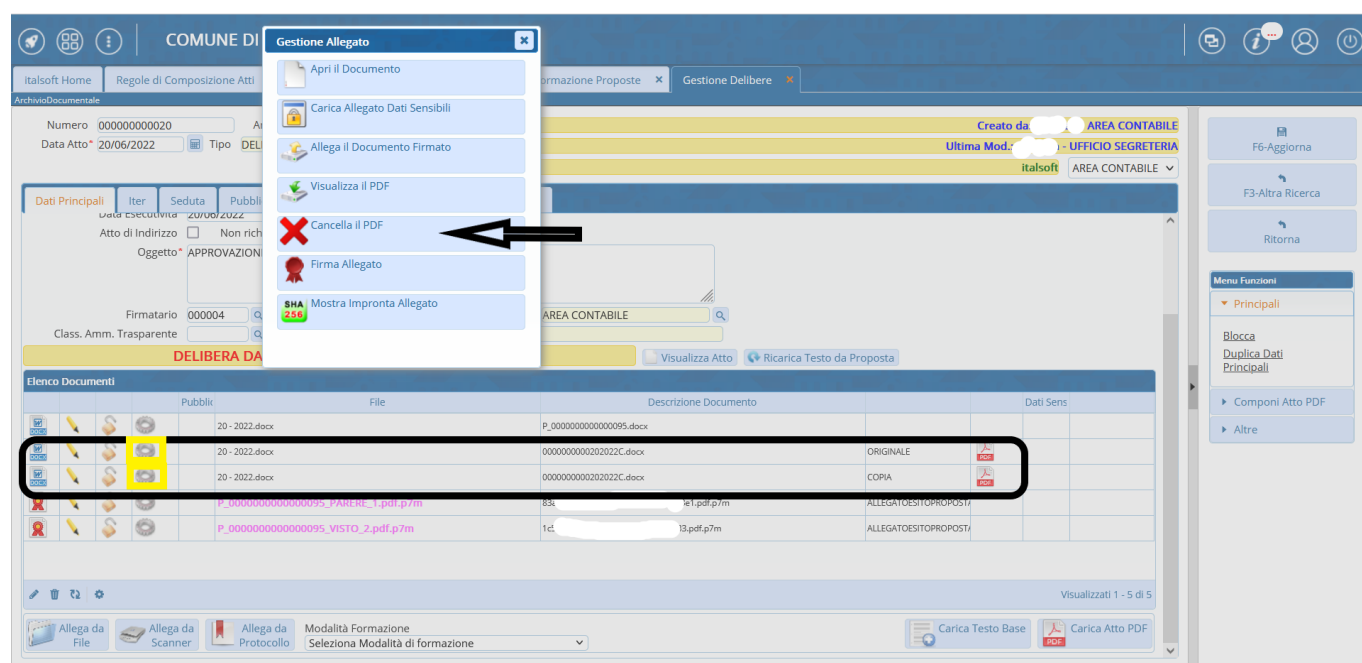 COMUNE DI
Gestione Allegato
italsoft Home Regole di Composizione Atti ormazione Proposte Gestione Delibere
ArchivioDocumentale
Apri il Documento
Carica Allegato Dati Sensibili
Allega il Documento Firmato
Visualizza il PDF
Cancella il PDF
Firma Allegato
SHA 256 Mostra Impronta Allegato
Numero 000000000020
Creato da: AREA CONTABILE
Data Atto* 20/06/2022 Tipo DEL
Ultima Mod.: - UFFICIO SEGRETERIA
italsoft AREA CONTABILE
Dati Principali Iter Seduta Pubbli
Data Esecutività 20/06/2022
Atto di Indirizzo Non rich
Oggetto* APPROVAZION
Firmatario 000004 AREA CONTABILE
Class. Amm. Trasparente
DELIBERA DA
Visualizza Atto Ricarica Testo da Proposta
Elenco Documenti
Pubblic File Descrizione Documento Dati Sens
20 - 2022.docx P_0000000000000095.docx
20 - 2022.docx 0000000000202022C.docx ORIGINALE PDF
20 - 2022.docx 0000000000202022C.docx COPIA PDF
P_0000000000000095_PARERE_1.pdf.p7m e1.pdf.p7m ALLEGATOESITOPROPOST
P_0000000000000095_VISTO_2.pdf.p7m 3.pdf.p7m ALLEGATOESITOPROPOST
Visualizzati 1 - 5 di 5
Allega da File
Allega da Scanner
Allega da Protocollo
Modalità Formazione
Seleziona Modalità di formazione
Carica Testo Base
Carica Atto PDF
F6-Aggiorna
F3-Altra Ricerca
Ritorna
Menu Funzioni
Principali
Blocca
Duplica Dati
Principali
Componi Atto PDF
Altre